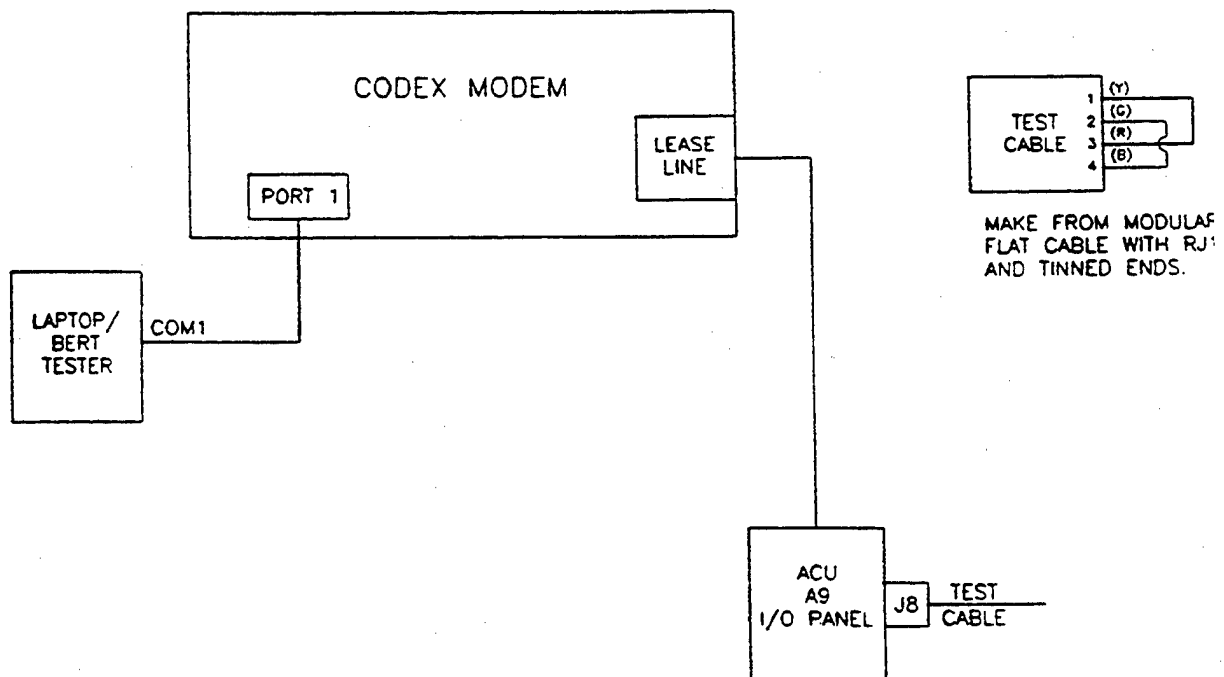 CODEX MODEM
LEASE
LINE
PORT 1
LAPTOP/
BERT
TESTER
COM1
TEST
CABLE
1 (Y)
2 (G)
3 (R)
4 (B)
MAKE FROM MODULAR
FLAT CABLE WITH
AND TINNED ENDS.
ACU
A9
I/O PANEL
J8
TEST
CABLE